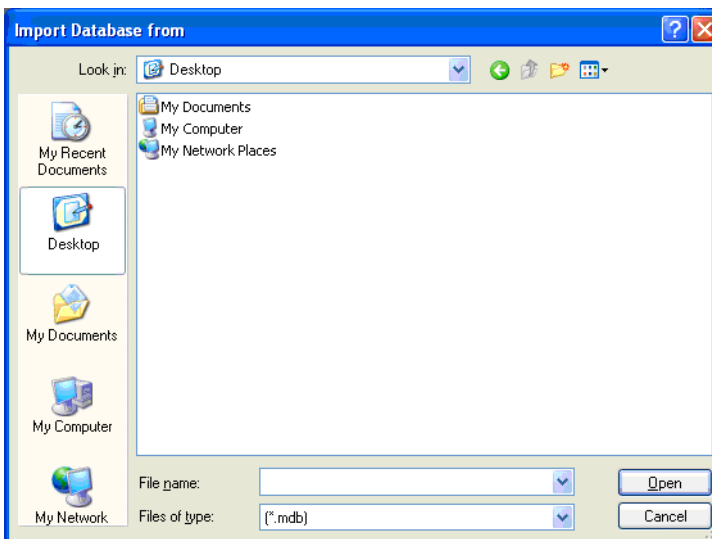 Import Database from
Look in: Desktop
My Documents
My Computer
My Network Places
My Recent
Documents
Desktop
My Documents
My Computer
My Network
File name:
Open
Files of type: (*.mdb)
Cancel